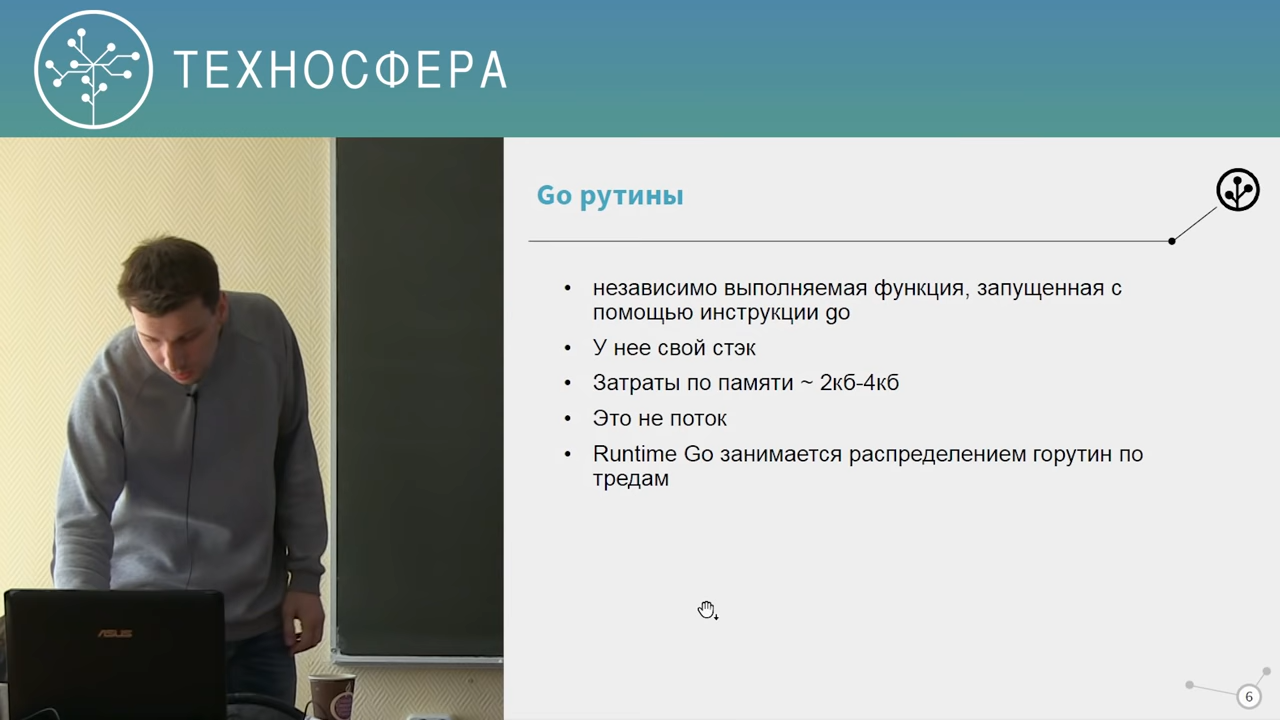 ТЕХНОСФЕРА
Go рутины
• независимо выполняемая функция, запущенная с
помощью инструкции go
• У нее свой стэк
• Затраты по памяти ~ 2кб-4кб
• Это не поток
• Runtime Go занимается распределением горутин по
тредам
ASUS
6